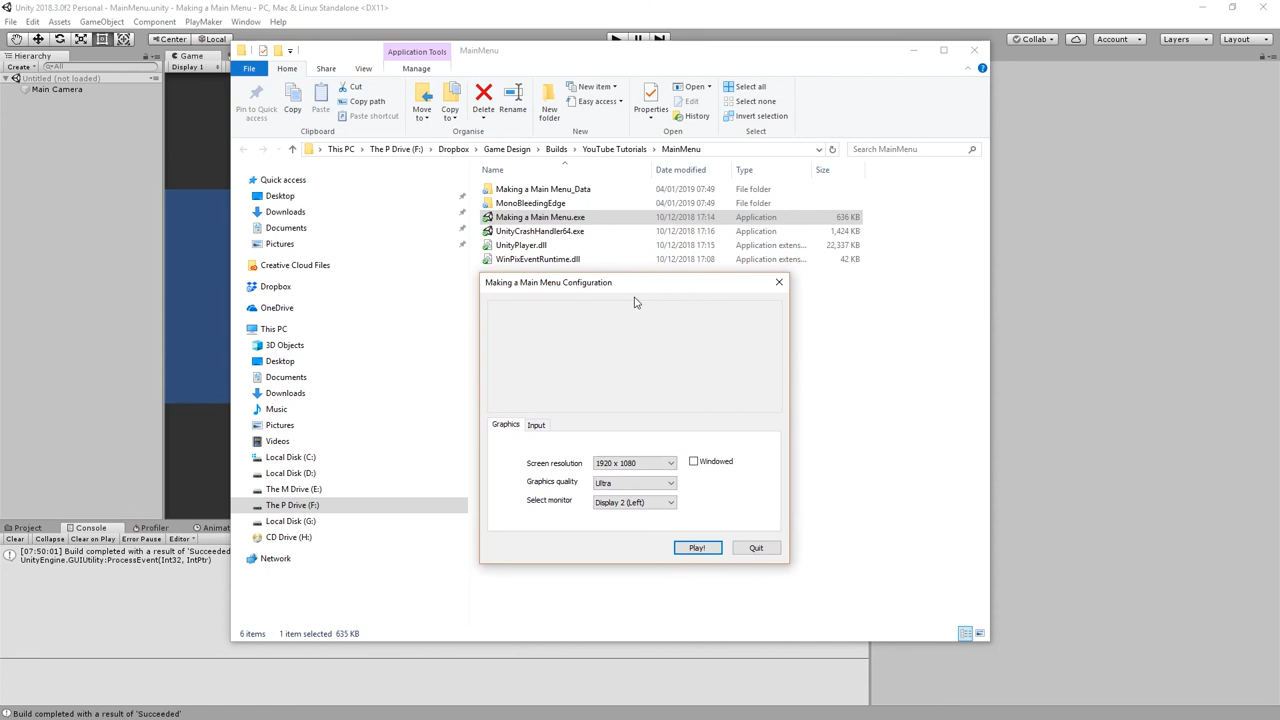 Unity 2018.3.0f2 Personal - MainMenu.unity - Making a Main Menu - PC, Mac & Linux Standalone <DX11>
File Edit Assets GameObject Component PlayMaker Window Help
Center Local Collab Account Layers Layout
Hierarchy Game
Create All Display 1
Untitled (not loaded)
Main Camera
Application Tools MainMenu
File Home Share View Manage
Pin to Quick access
Copy
Paste
Cut
Copy path
Paste shortcut
Move to
Copy to
Delete
Rename
New folder
New item
Easy access
Properties
Open
Edit
History
Select all
Select none
Invert selection
Clipboard Organise New Open Select
This PC The P Drive (F:) Dropbox Game Design Builds YouTube Tutorials MainMenu Search MainMenu
Name Date modified Type Size
Making a Main Menu_Data 04/01/2019 07:49 File folder
MonoBleedingEdge 04/01/2019 07:49 File folder
Making a Main Menu.exe 10/12/2018 17:14 Application 636 KB
UnityCrashHandler64.exe 10/12/2018 17:16 Application 1,424 KB
UnityPlayer.dll 10/12/2018 17:15 Application extens... 22,337 KB
WinPixEventRuntime.dll 10/12/2018 17:08 Application extens... 42 KB
Quick access
Desktop
Downloads
Documents
Pictures
Creative Cloud Files
Dropbox
OneDrive
This PC
3D Objects
Desktop
Documents
Downloads
Music
Pictures
Videos
Local Disk (C:)
Local Disk (D:)
The M Drive (E:)
The P Drive (F:)
Local Disk (G:)
CD Drive (H:)
Network
Making a Main Menu Configuration
Graphics Input
Screen resolution 1920 x 1080 Windowed
Graphics quality Ultra
Select monitor Display 2 (Left)
Play! Quit
6 items 1 item selected 635 KB
Project Console Profiler Animat
Clear Collapse Clear on Play Error Pause Editor
[07:50:01] Build completed with a result of 'Succeeded
UnityEngine.GUIUtility:ProcessEvent(Int32, IntPtr)
Build completed with a result of 'Succeeded'